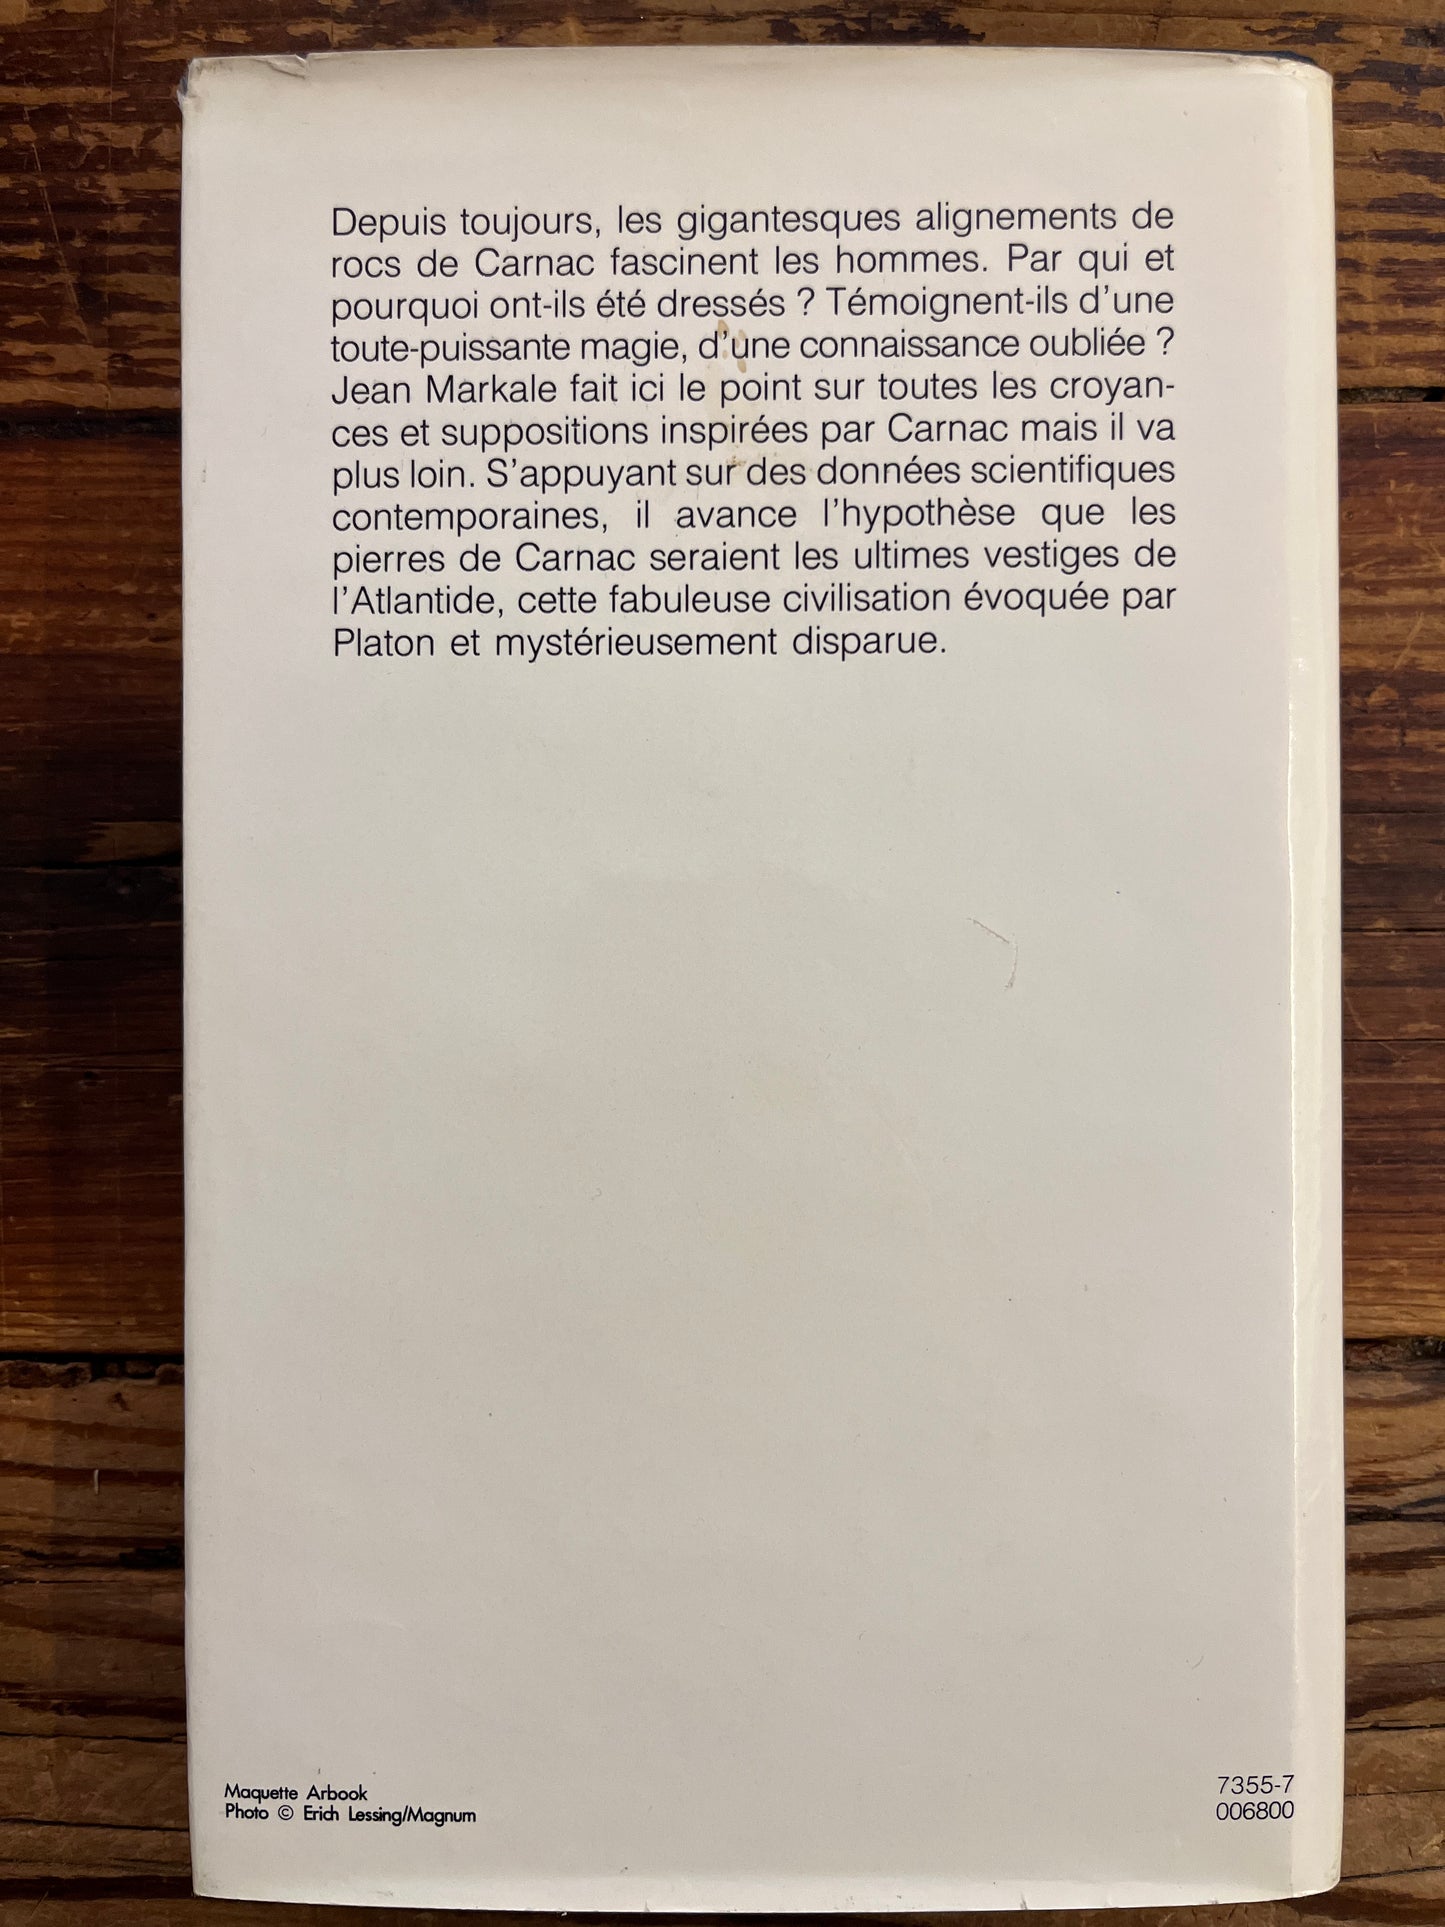 Depuis toujours, les gigantesques alignements de
rocs de Carnac fascinent les hommes. Par qui et
pourquoi ont-ils été dressés ? Témoignent-ils d'une
toute-puissante magie, d'une connaissance oubliée ?
Jean Markale fait ici le point sur toutes les croyan-
ces et suppositions inspirées par Carnac mais il va
plus loin. S'appuyant sur des données scientifiques
contemporaines, il avance l'hypothèse que les
pierres de Carnac seraient les ultimes vestiges de
l'Atlantide, cette fabuleuse civilisation évoquée par
Platon et mystérieusement disparue.
Maquette Arbook
Photo © Erich Lessing/Magnum
7355-7
006800